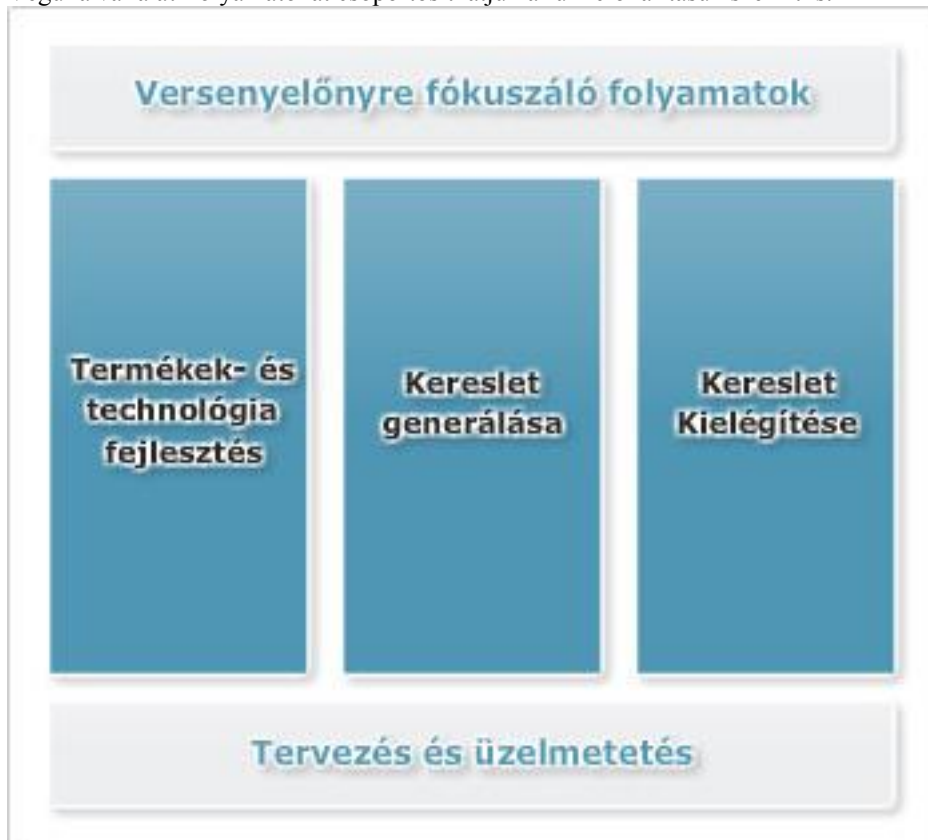 Versenyelőnyre fókuszáló folyamatok
Termékek- és
technológia
fejlesztés
Kereslet
generálása
Kereslet
Kielégítése
Tervezés és üzelmetetés